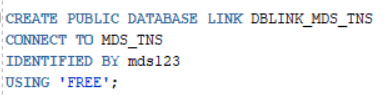 CREATE PUBLIC DATABASE LINK DBLINK_MDS_TNS
CONNECT TO MDS_TNS
IDENTIFIED BY mds123
USING 'FREE';